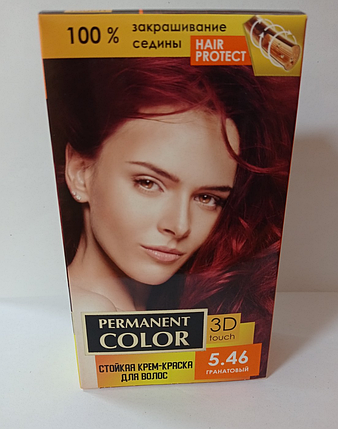 100 % закрашивание
седины
HAIR
PROTECT
PERMANENT
COLOR
3D
touch
СТОЙКАЯ КРЕМ-КРАСКА
ДЛЯ ВОЛОС
5.46
ГРАНАТОВЫЙ